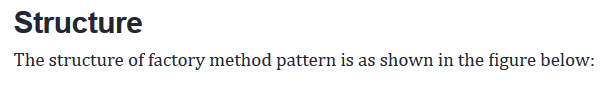 Structure
The structure of factory method pattern is as shown in the figure below: